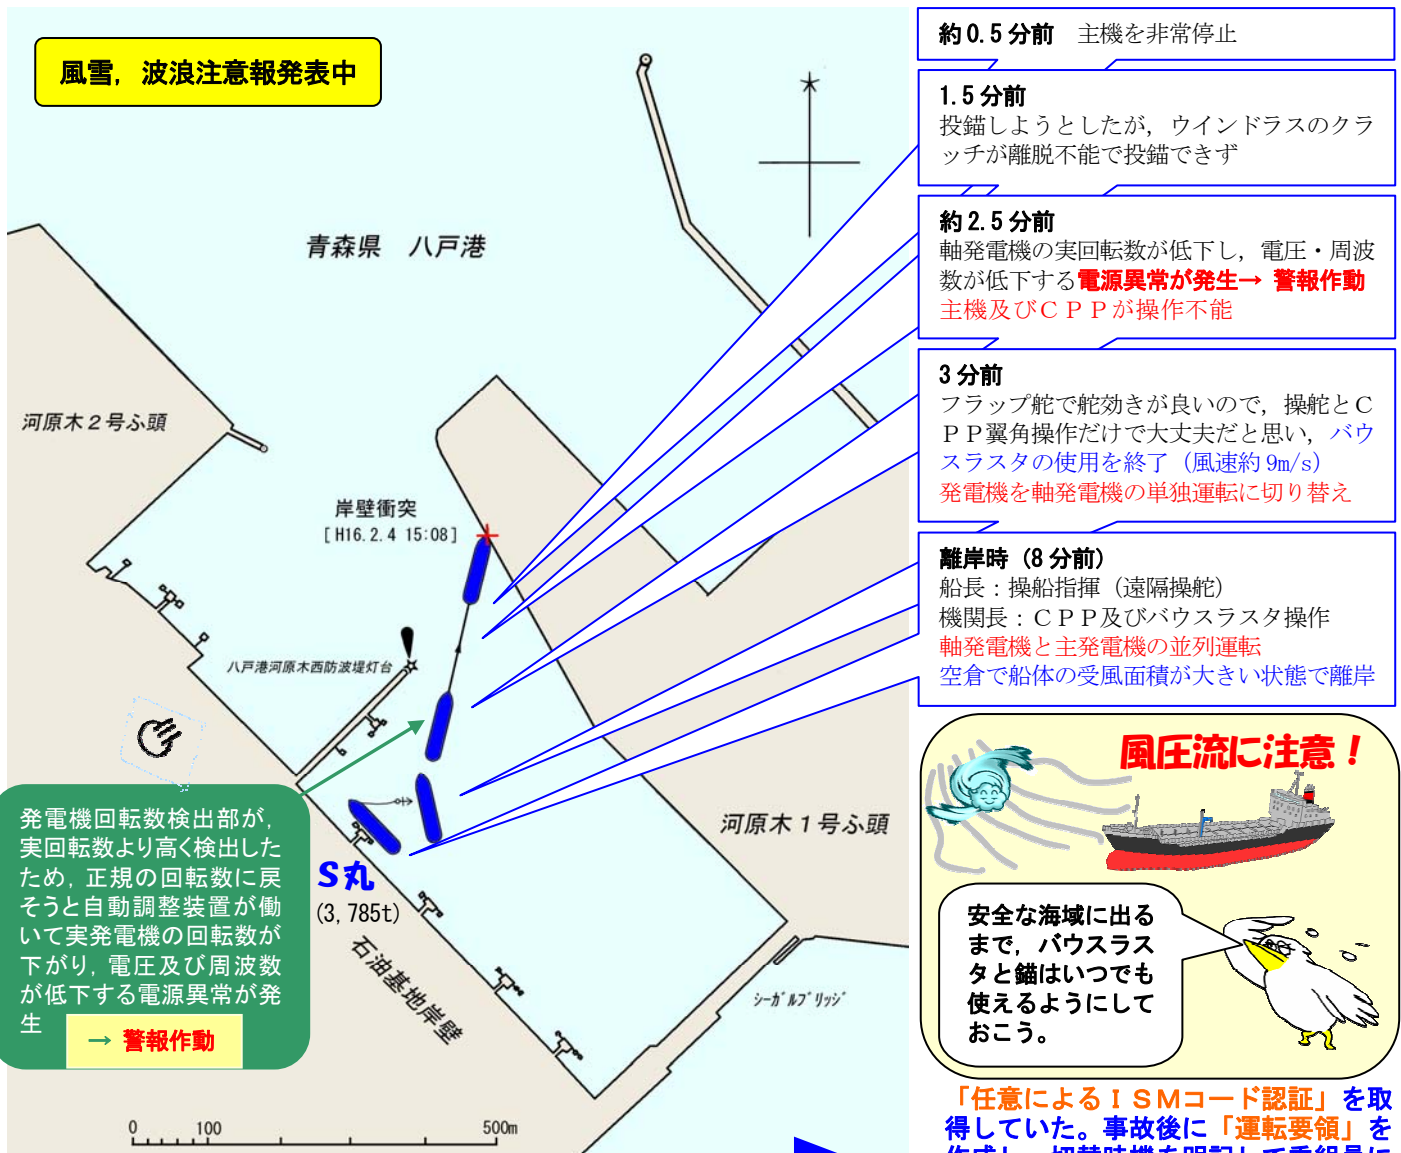 風雪，波浪注意報発表中
青森県　八戸港
河原木２号ふ頭
岸壁衝突
[H16.2.4 15:08]
八戸港河原木西防波堤灯台
河原木１号ふ頭
シーガルブリッジ
石油基地岸壁
S丸
(3,785t)
0
100
500m
発電機回転数検出部が，
実回転数より高く検出した
ため，正規の回転数に戻
そうと自動調整装置が働
いて実発電機の回転数が
下がり，電圧及び周波数
が低下する電源異常が発
生
→ 警報作動
約0.5分前　主機を非常停止
1.5分前
投錨しようとしたが，ウインドラスのクラ
ッチが離脱不能で投錨できず
約2.5分前
軸発電機の実回転数が低下し，電圧・周波
数が低下する電源異常が発生→ 警報作動
主機及びＣＰＰが操作不能
3分前
フラップ舵で舵効きが良いので，操舵とＣ
ＰＰ翼角操作だけで大丈夫だと思い，バウ
スラスタの使用を終了（風速約9m/s）
発電機を軸発電機の単独運転に切り替え
離岸時（8分前）
船長：操船指揮（遠隔操舵）
機関長：ＣＰＰ及びバウスラスタ操作
軸発電機と主発電機の並列運転
空倉で船体の受風面積が大きい状態で離岸
風圧流に注意！
安全な海域に出る
まで，バウスラス
タと錨はいつでも
使えるようにして
おこう。
「任意によるＩＳＭコード認証」を取
得していた。事故後に「運転要領」を